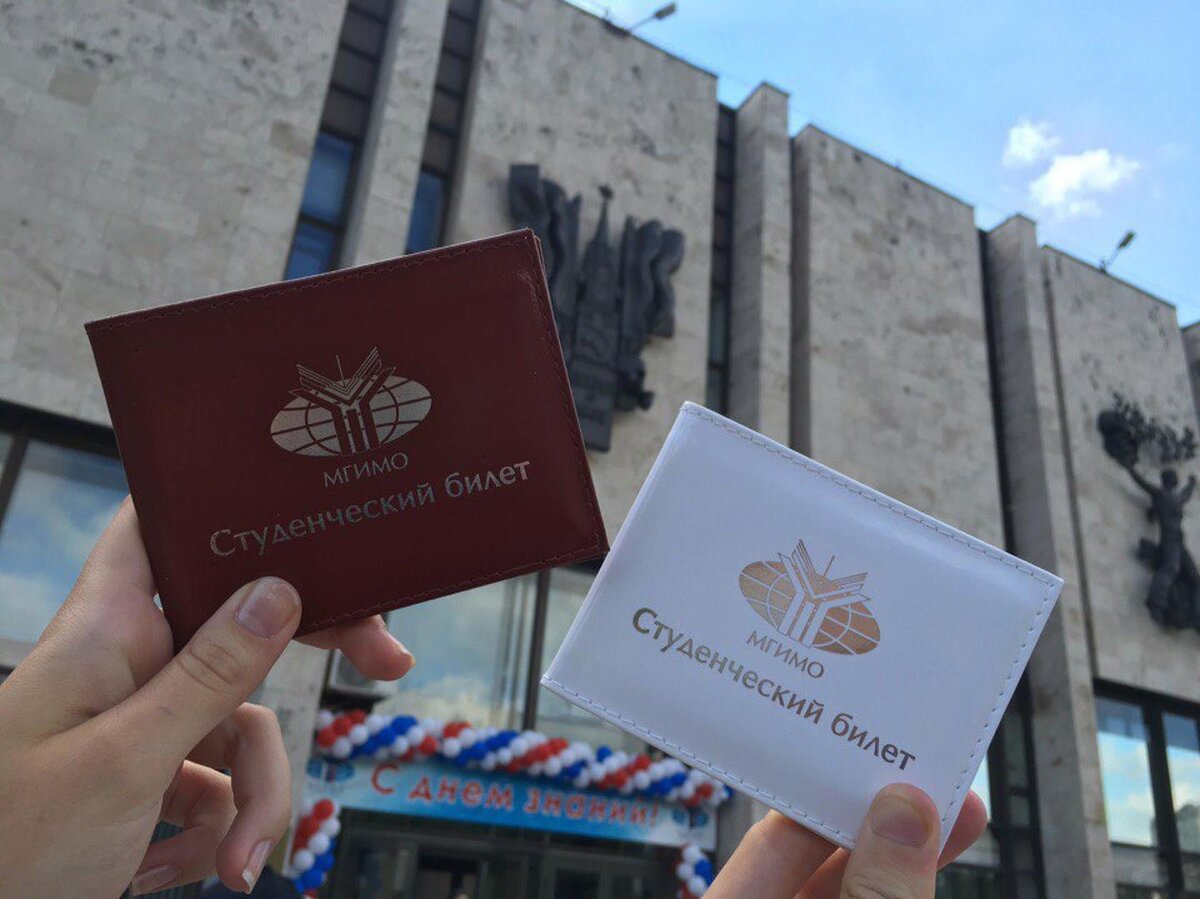 МГИМО
Студенческий билет
МГИМО
Студенческий билет
С днем знаний!